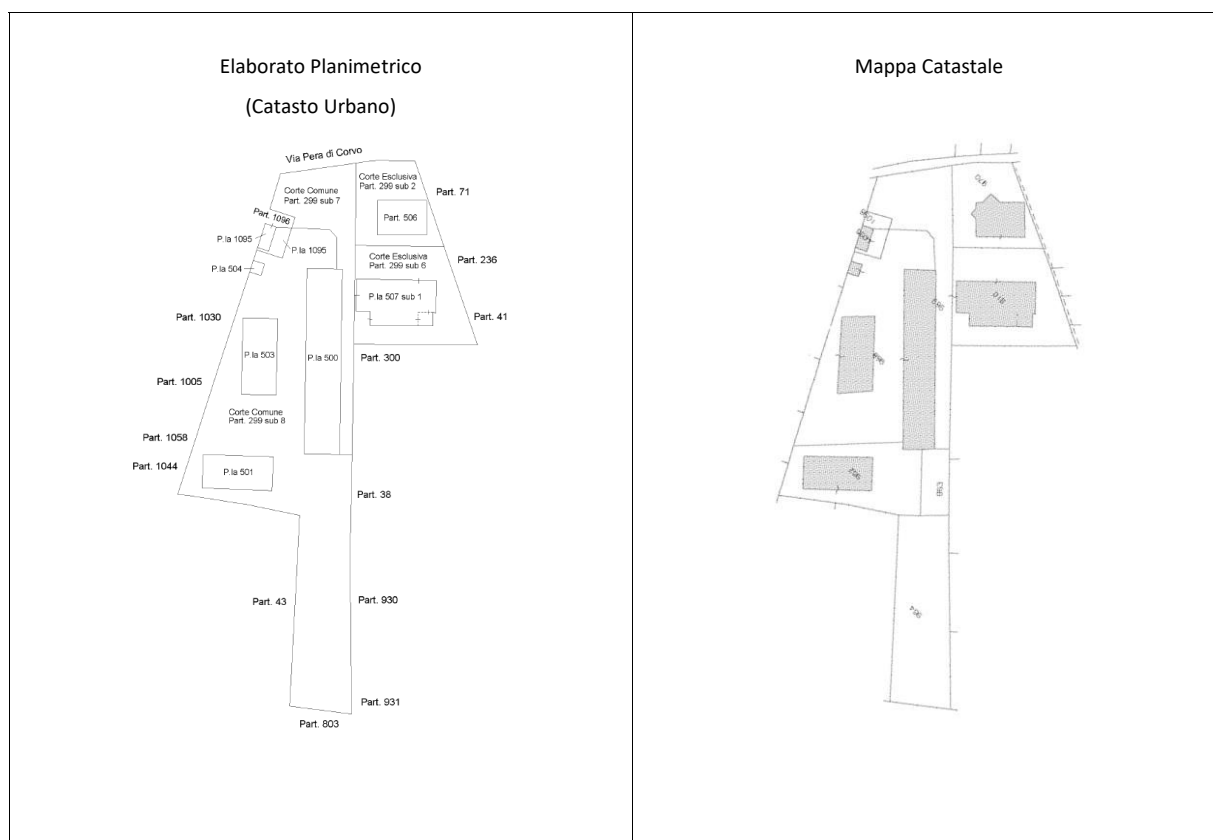 Elaborato Planimetrico
(Catasto Urbano)
Via Pera di Corvo
Corte Comune
Part. 299 sub 7
Corte Esclusiva
Part. 299 sub 2
Part. 71
Part. 506
Part. 1096
P.la 1095
P.la 1095
P.la 504
Corte Esclusiva
Part. 299 sub 6
Part. 236
P.la 507 sub 1
Part. 1030
Part. 41
P.la 503
P.la 500
Part. 300
Part. 1005
Corte Comune
Part. 299 sub 8
Part. 1058
Part. 1044
P.la 501
Part. 38
Part. 43
Part. 930
Part. 931
Part. 803
Mappa Catastale